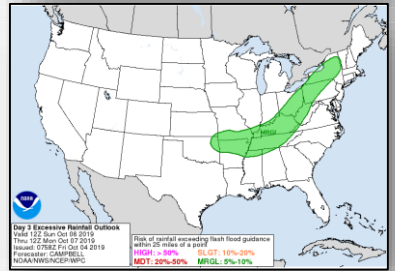 MRGL
noaa
Day 3 Excessive Rainfall Outlook
Valid 12Z Sun Oct 06 2019
Thru 12Z Mon Oct 07 2019
Issued: 0758Z Fri Oct 04 2019
Forecaster: CAMPBELL
NOAA/NWS/NCEP/WPC
Risk of rainfall exceeding flash flood guidance
within 25 miles of a point
HIGH: > 50% SLGT: 10%-20%
MDT: 20%-50% MRGL: 5%-10%